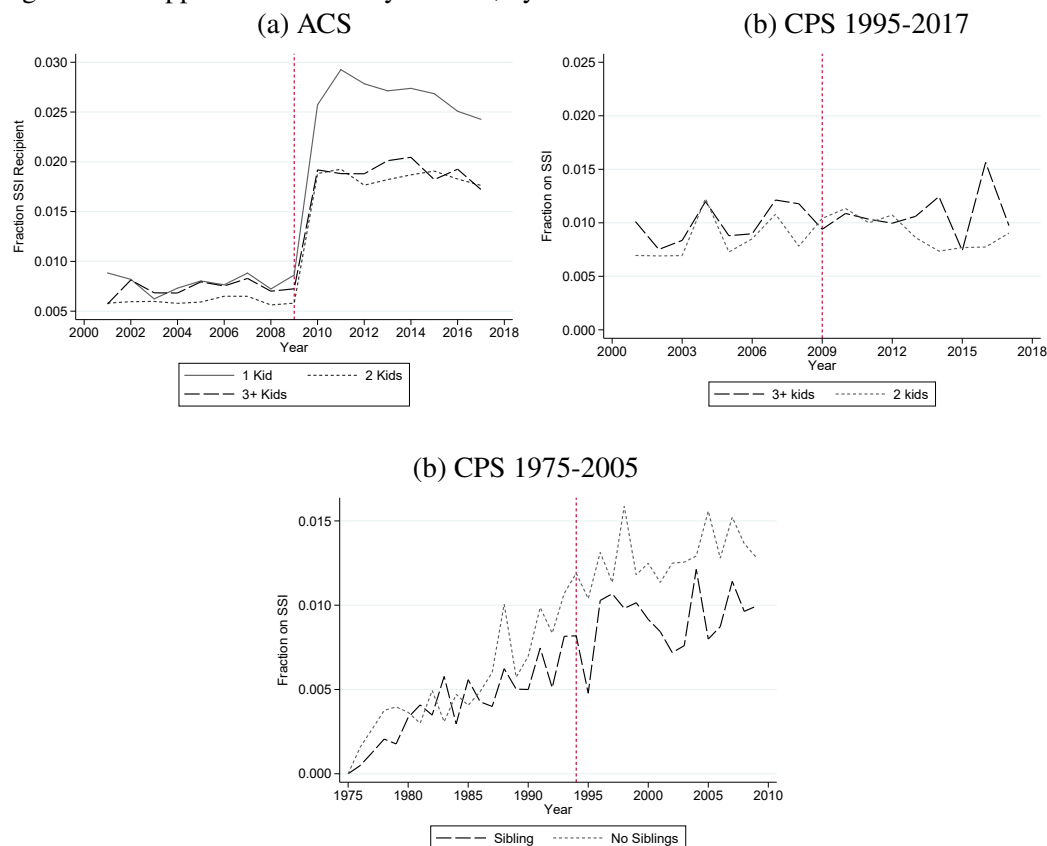 (a) ACS
0.030
0.025
0.020
0.015
0.010
0.005
Fraction SSI Recipient
2000 2002 2004 2006 2008 2010 2012 2014 2016 2018
Year
1 Kid 2 Kids
3+ Kids
(b) CPS 1995-2017
0.025
0.020
0.015
0.010
0.005
0.000
Fraction on SSI
2000 2003 2006 2009 2012 2015 2018
Year
3+ kids 2 kids
(b) CPS 1975-2005
0.015
0.010
0.005
0.000
Fraction on SSI
1975 1980 1985 1990 1995 2000 2005 2010
Year
Sibling No Siblings